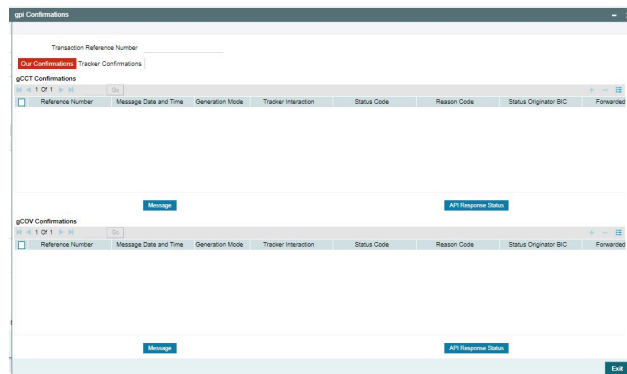 gpi Confirmations
Transaction Reference Number
Our Confirmations Tracker Confirmations
gCCT Confirmations
1 Of 1 Go
Reference Number Message Date and Time Generation Mode Tracker Interaction Status Code Reason Code Status Originator BIC Forwarded
Message API Response Status
gCOV Confirmations
1 Of 1 Go
Reference Number Message Date and Time Generation Mode Tracker Interaction Status Code Reason Code Status Originator BIC Forwarded
Message API Response Status
Exit